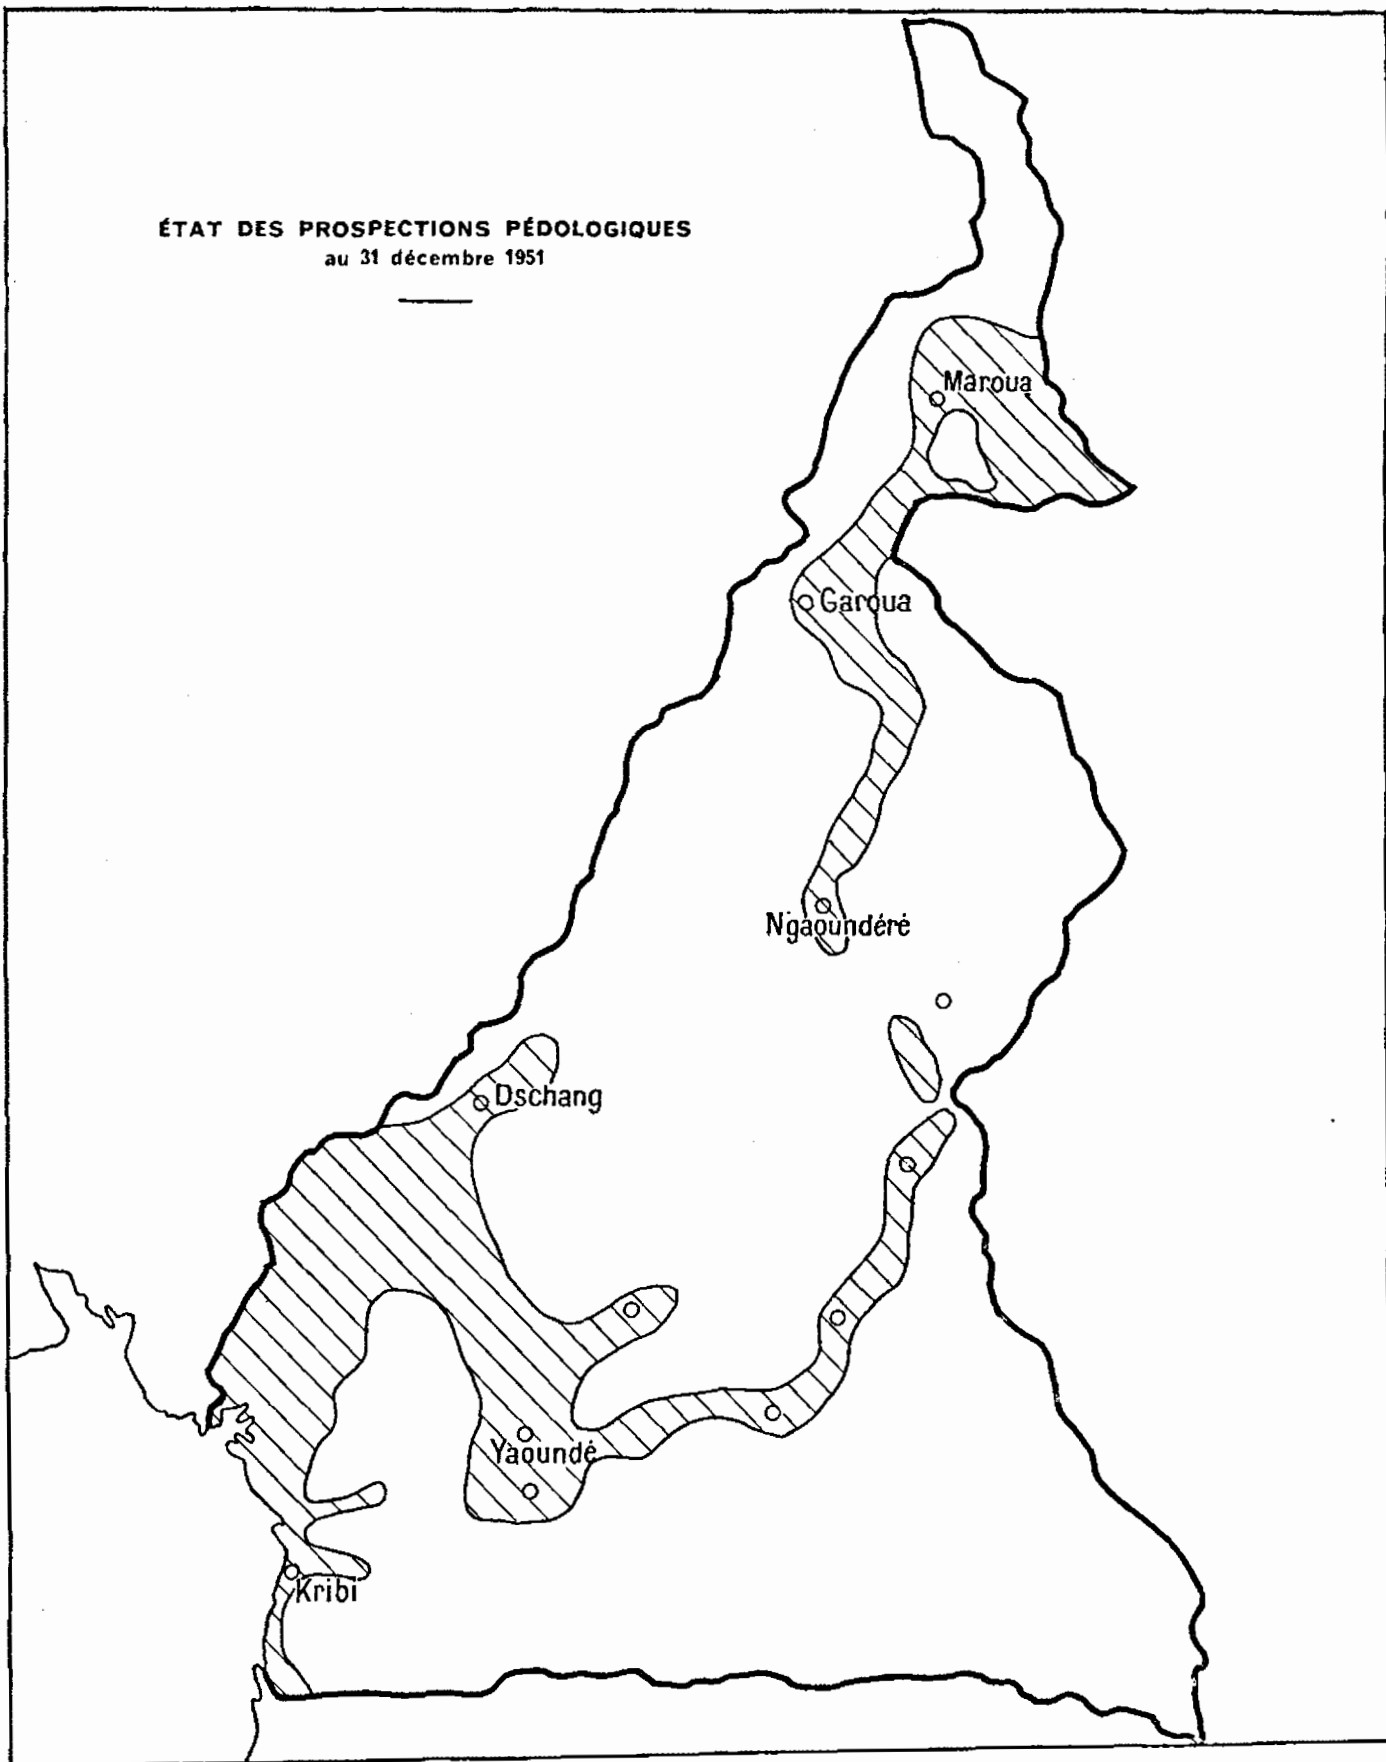 ÉTAT DES PROSPECTIONS PÉDOLOGIQUES
au 31 décembre 1951
Maroua
Garoua
Ngaoundéré
Dschang
Yaoundé
Kribi